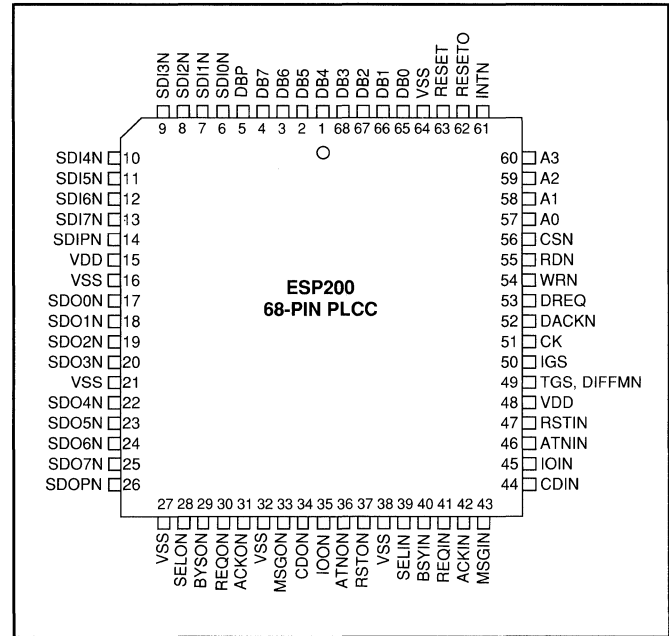 SDI3N SDI2N SDI1N SDI0N DBP DB7 DB6 DB5 DB4 DB3 DB2 DB1 DB0 VSS RESET RESETO INTN
9 8 7 6 5 4 3 2 1 68 67 66 65 64 63 62 61
SDI4N 10 60 A3
SDI5N 11 59 A2
SDI6N 12 58 A1
SDI7N 13 57 A0
SDIPN 14 56 CSN
VDD 15 55 RDN
VSS 16 54 WRN
ESP200
SDO0N 17 53 DREQ
68-PIN PLCC
SDO1N 18 52 DACKN
SDO2N 19 51 CK
SDO3N 20 50 IGS
VSS 21 49 TGS, DIFFMN
SDO4N 22 48 VDD
SDO5N 23 47 RSTIN
SDO6N 24 46 ATNIN
SDO7N 25 45 IOIN
SDOPN 26 44 CDIN
27 28 29 30 31 32 33 34 35 36 37 38 39 40 41 42 43
VSS SELON BYSON REQON ACKON VSS MSGON CDON IOON ATNON RSTON VSS SELIN BSYIN REQIN ACKIN MSGIN